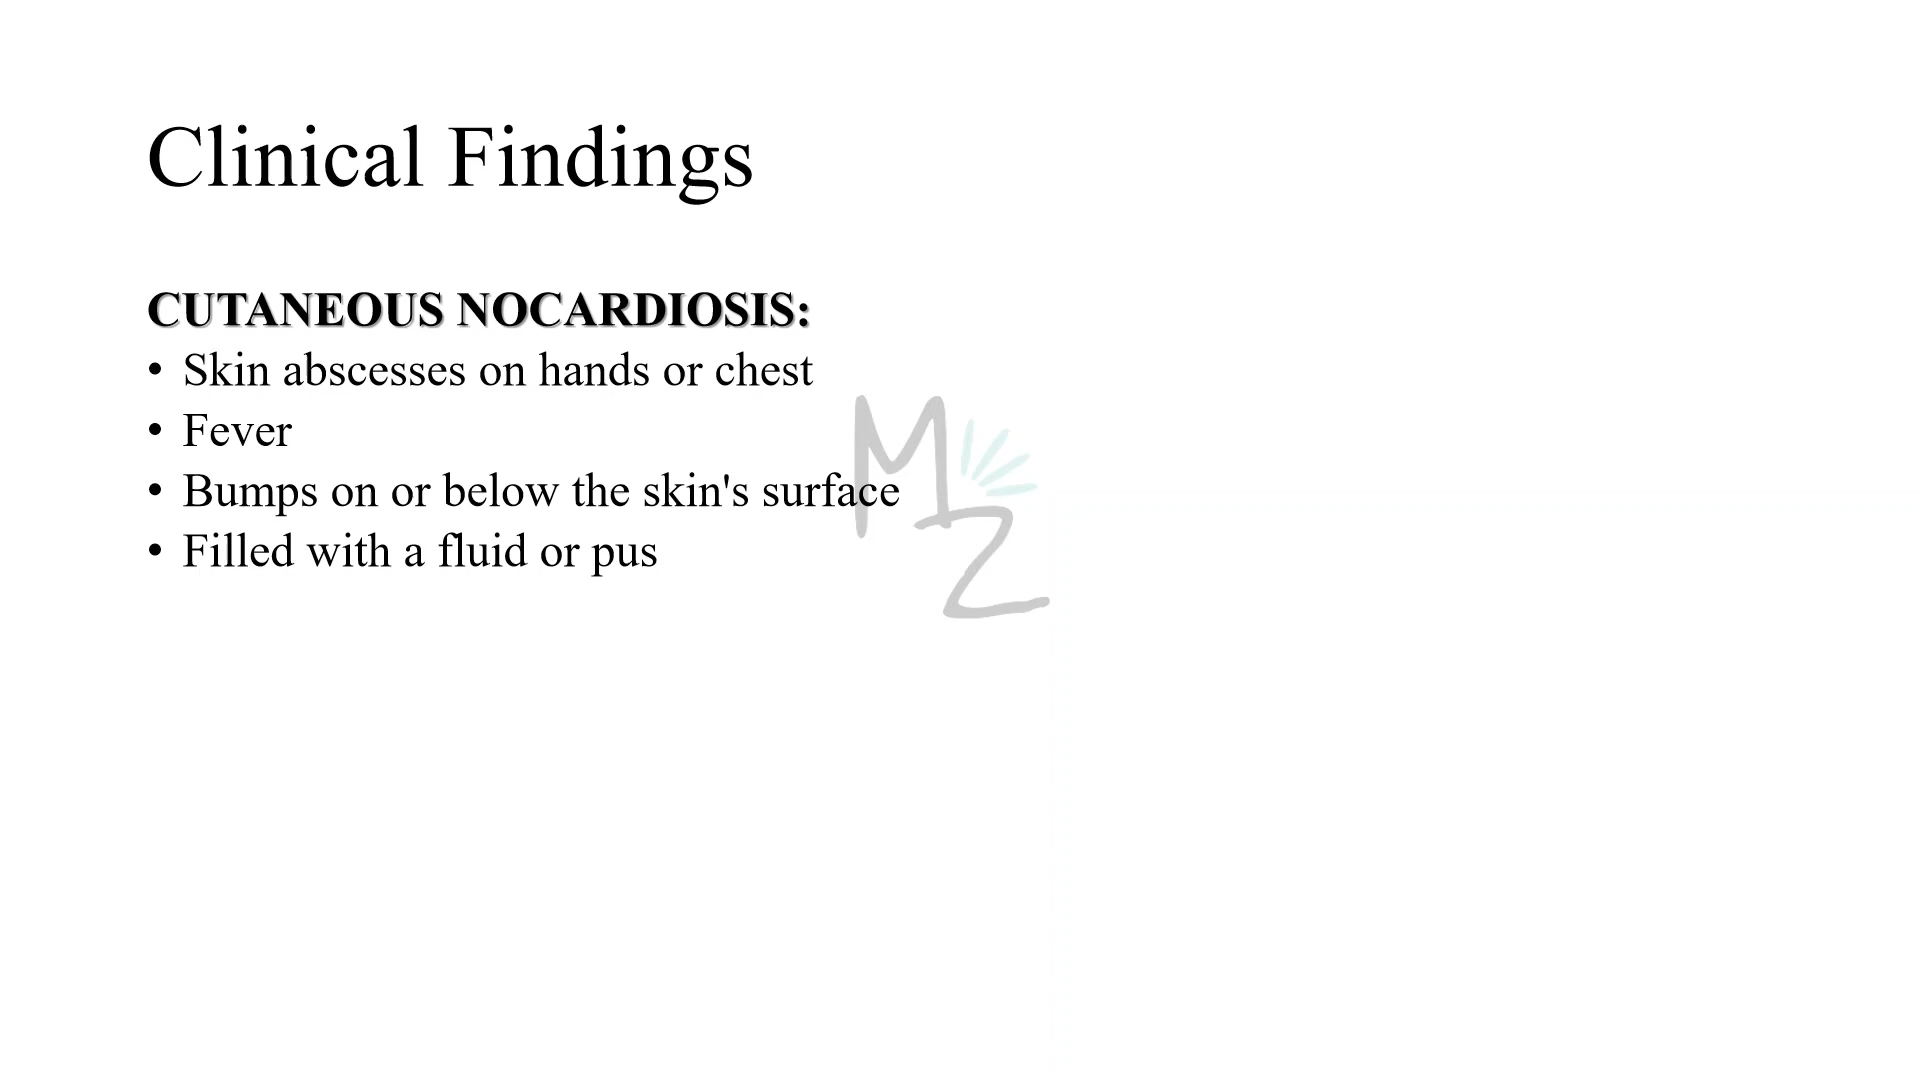 Clinical Findings
CUTANEOUS NOCARDIOSIS:
• Skin abscesses on hands or chest
• Fever
• Bumps on or below the skin's surface
• Filled with a fluid or pus
MZ